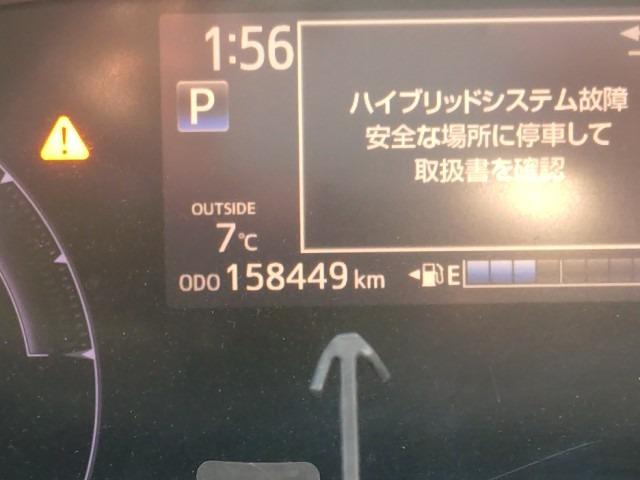 1:56
P
ハイブリッドシステム故障
安全な場所に停車して
取扱書を確認
OUTSIDE
7℃
ODO 158449 km
E